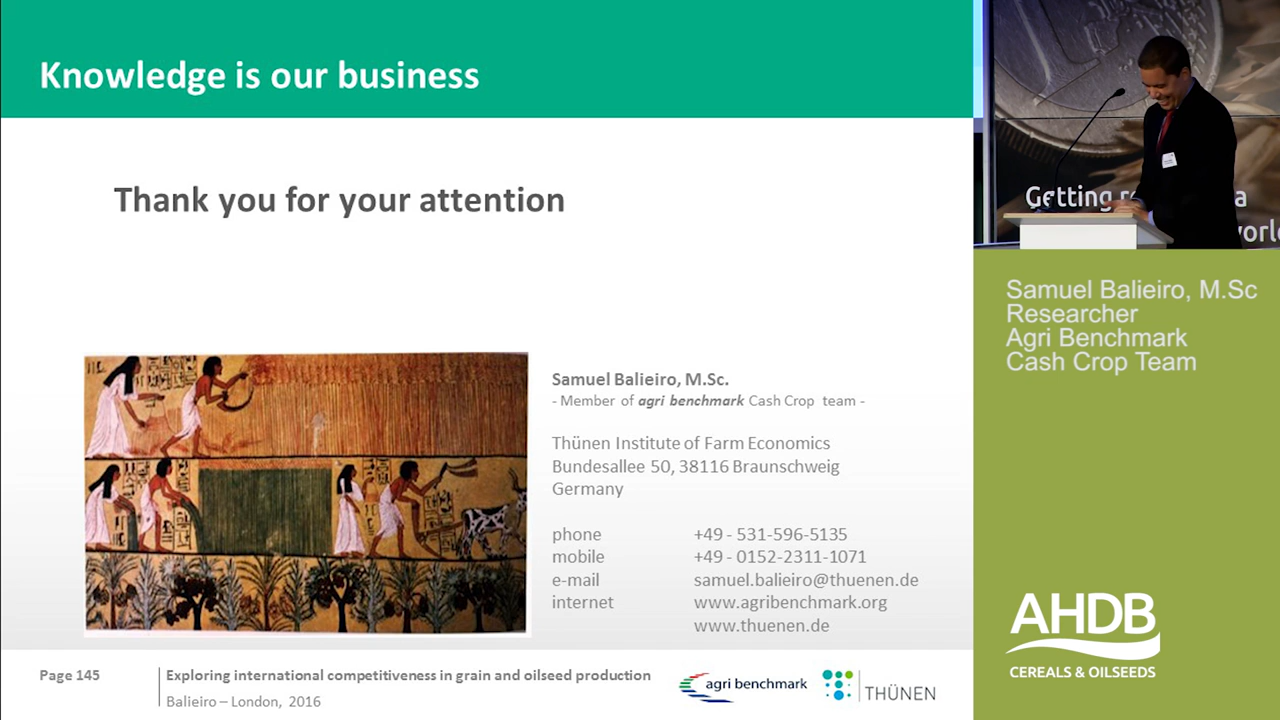 Knowledge is our business
Thank you for your attention
Samuel Balieiro, M.Sc.
- Member of agri benchmark Cash Crop team -
Thünen Institute of Farm Economics
Bundesallee 50, 38116 Braunschweig
Germany
phone +49 - 531-596-5135
mobile +49 - 0152-2311-1071
e-mail samuel.balieiro@thuenen.de
internet www.agribenchmark.org
www.thuenen.de
Page 145
Exploring international competitiveness in grain and oilseed production
Balieiro – London, 2016
agri benchmark
THÜNEN
Getting
a
Samuel Balieiro, M.Sc
Researcher
Agri Benchmark
Cash Crop Team
AHDB
CEREALS & OILSEEDS